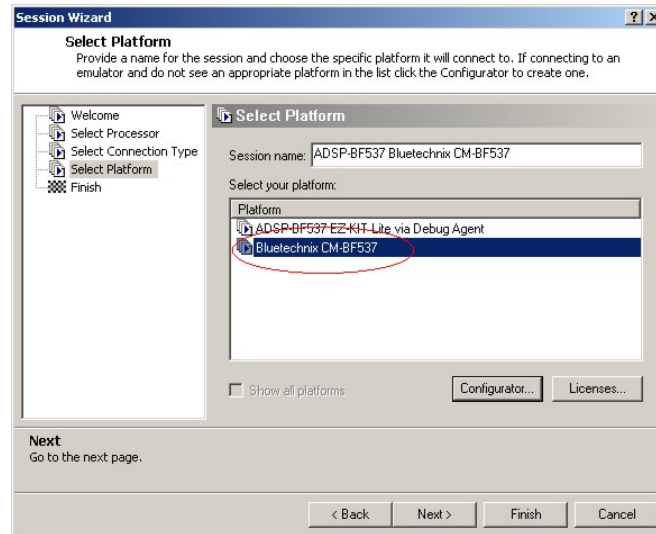 Session Wizard
Select Platform
Provide a name for the session and choose the specific platform it will connect to. If connecting to an
emulator and do not see an appropriate platform in the list click the Configurator to create one.
Welcome
Select Processor
Select Connection Type
Select Platform
Finish
Select Platform
Session name: ADSP-BF537 Bluetechnix CM-BF537
Select your platform:
Platform
ADSP-BF537 EZ-KIT Lite via Debug Agent
Bluetechnix CM-BF537
Show all platforms
Configurator... Licenses...
Next
Go to the next page.
< Back Next > Finish Cancel